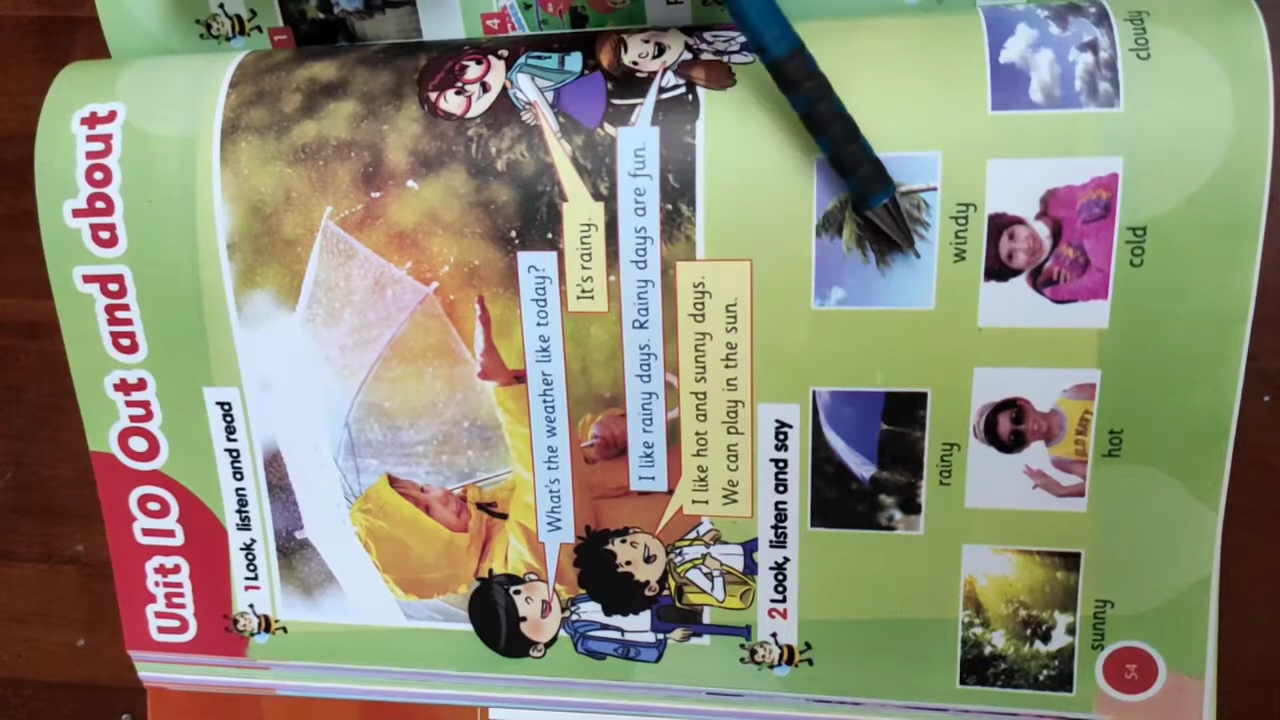 Unit 10 Out and about
1 Look, listen and read
What's the weather like today?
It's rainy.
I like rainy days. Rainy days are fun.
I like hot and sunny days.
We can play in the sun.
2 Look, listen and say
rainy
windy
sunny
hot
cold
cloudy
54
1
4